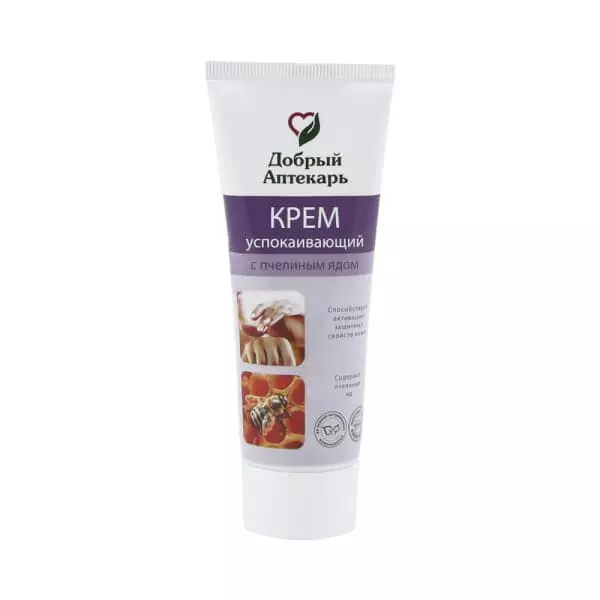 Добрый
Аптекарь
КРЕМ
успокаивающий
с пчелиным ядом
Способствует
активации
защитных
свойств кожи
Содержит
пчелиный
яд